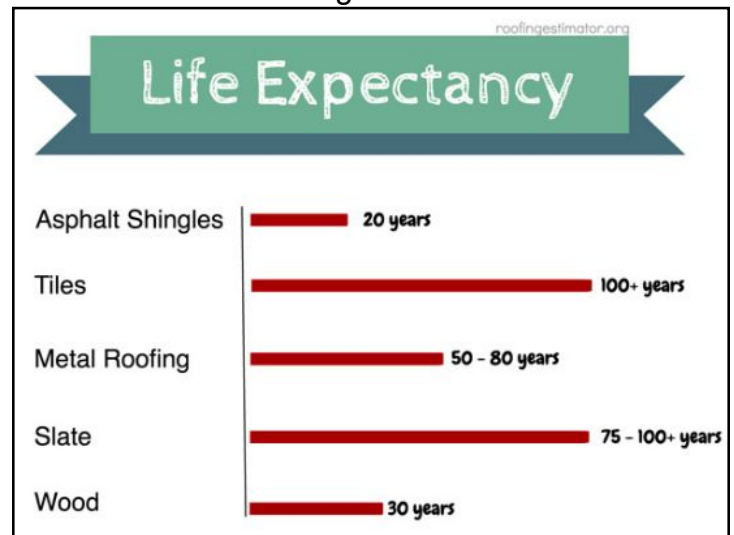 roofingestimator.org
Life Expectancy
Asphalt Shingles 20 years
Tiles 100+ years
Metal Roofing 50 - 80 years
Slate 75 - 100+ years
Wood 30 years